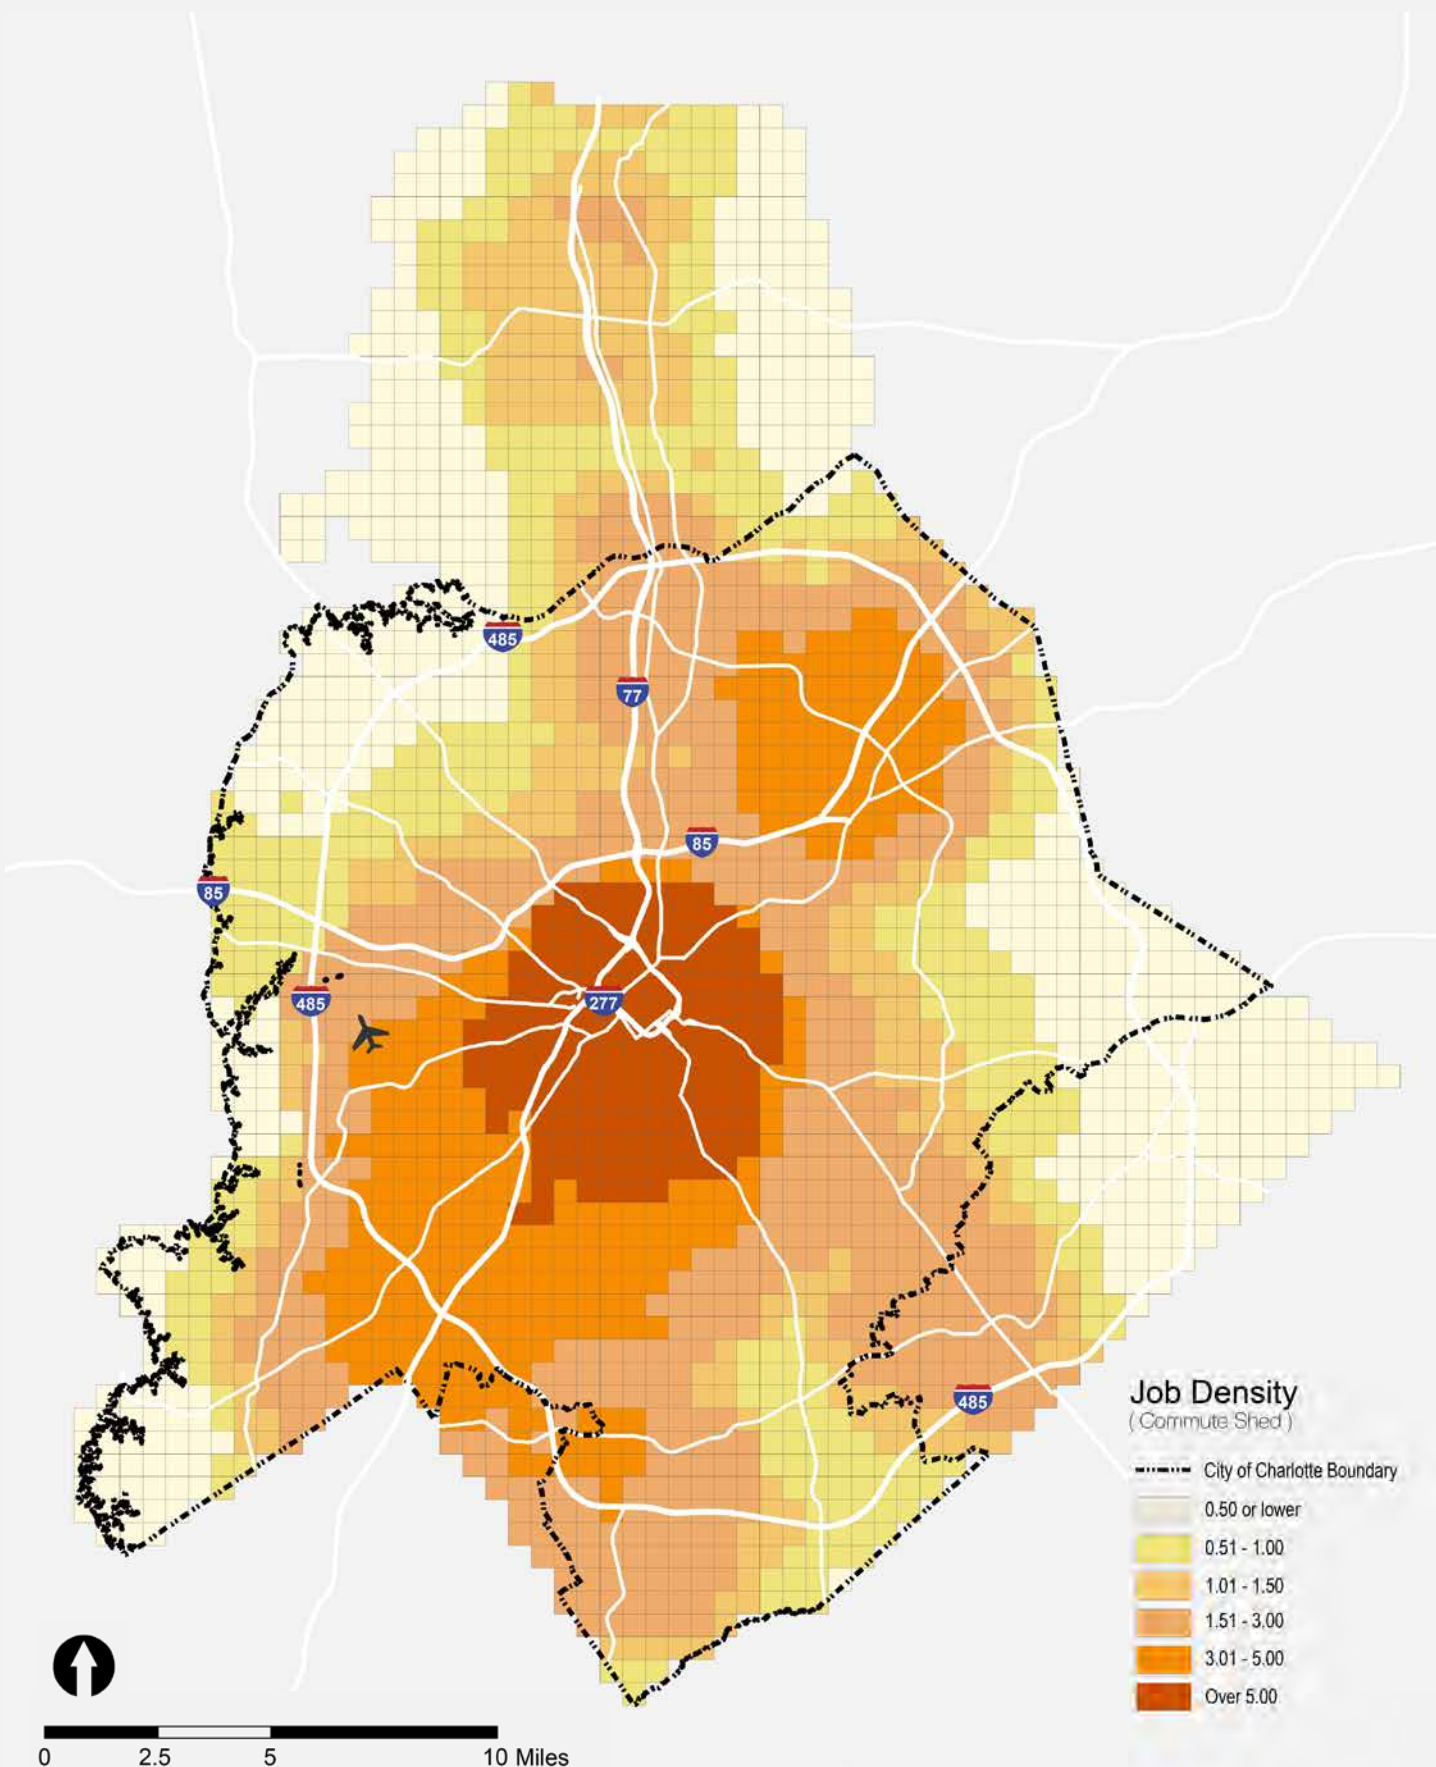 485
77
85
85
277
485
485
Job Density
( Commute Shed )
City of Charlotte Boundary
0.50 or lower
0.51 - 1.00
1.01 - 1.50
1.51 - 3.00
3.01 - 5.00
Over 5.00
0 2.5 5 10 Miles